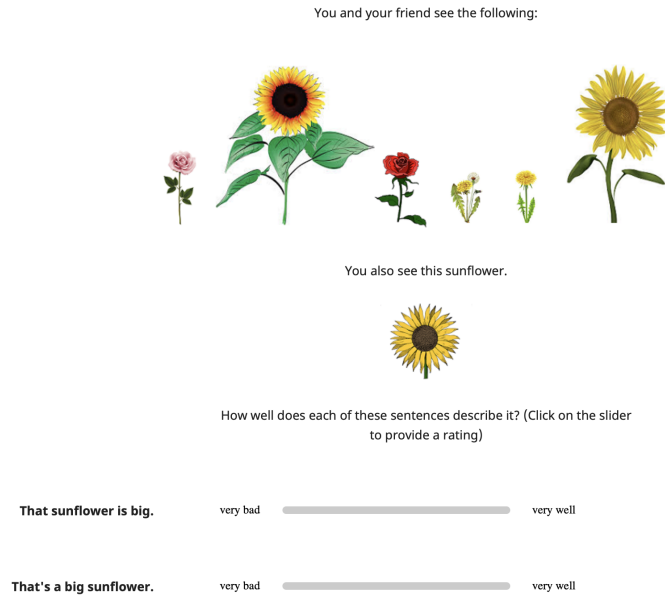 You and your friend see the following:
You also see this sunflower.
How well does each of these sentences describe it? (Click on the slider
to provide a rating)
That sunflower is big. very bad very well
That's a big sunflower. very bad very well